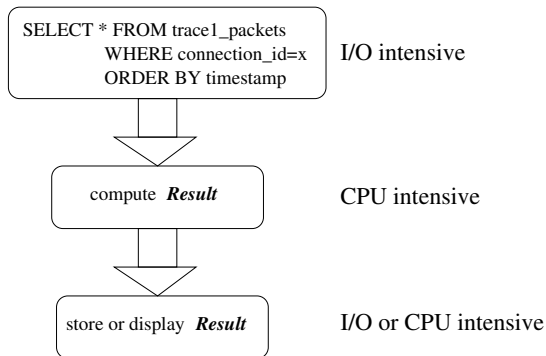 SELECT * FROM trace1_packets
WHERE connection_id=x
ORDER BY timestamp
I/O intensive
compute Result
CPU intensive
store or display Result
I/O or CPU intensive